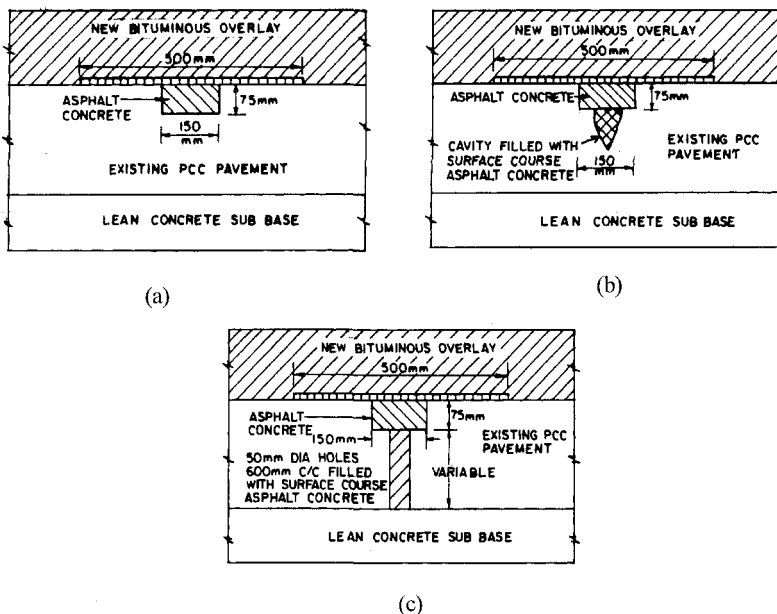 NEW BITUMINOUS OVERLAY
500mm
ASPHALT
CONCRETE
75mm
150
mm
EXISTING PCC PAVEMENT
LEAN CONCRETE SUB BASE
(a)
NEW BITUMINOUS OVERLAY
500mm
ASPHALT CONCRETE
75mm
CAVITY FILLED WITH
SURFACE COURSE
ASPHALT CONCRETE
150
mm
EXISTING PCC
PAVEMENT
LEAN CONCRETE SUB BASE
(b)
NEW BITUMINOUS OVERLAY
500mm
ASPHALT
CONCRETE
150mm
75mm
EXISTING PCC
PAVEMENT
50mm DIA HOLES
600mm C/C FILLED
WITH SURFACE COURSE
ASPHALT CONCRETE
VARIABLE
LEAN CONCRETE SUB BASE
(c)